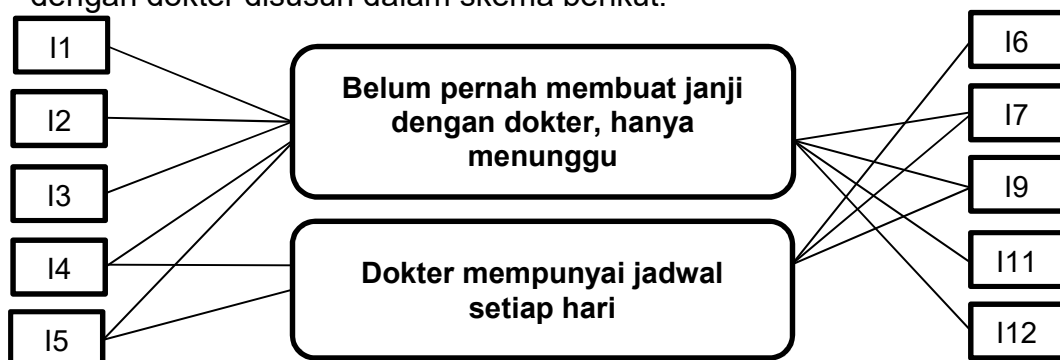 dengan dokter disusun dalam skema berikut:
I1
I2
I3
I4
I5
Belum pernah membuat janji
dengan dokter, hanya
menunggu
Dokter mempunyai jadwal
setiap hari
I6
I7
I9
I11
I12